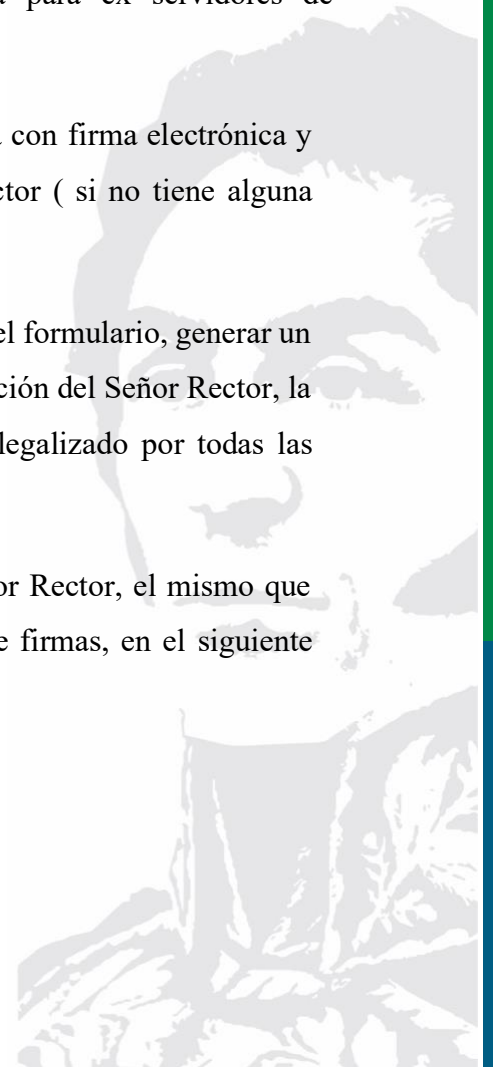 para ex servidores de
con firma electrónica y
ctor ( si no tiene alguna
el formulario, generar un
ción del Señor Rector, la
legalizado por todas las
or Rector, el mismo que
e firmas, en el siguiente